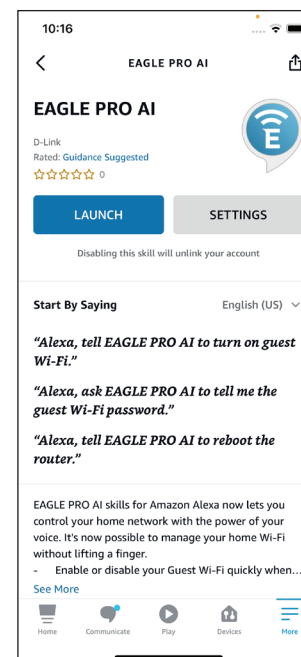 10:16
EAGLE PRO AI
EAGLE PRO AI
D-Link
Rated: Guidance Suggested
0
E
LAUNCH
SETTINGS
Disabling this skill will unlink your account
Start By Saying
English (US)
“Alexa, tell EAGLE PRO AI to turn on guest
Wi-Fi.”
“Alexa, ask EAGLE PRO AI to tell me the
guest Wi-Fi password.”
“Alexa, tell EAGLE PRO AI to reboot the
router.”
EAGLE PRO AI skills for Amazon Alexa now lets you
control your home network with the power of your
voice. It's now possible to manage your home Wi-Fi
without lifting a finger.
- Enable or disable your Guest Wi-Fi quickly when...
See More
Home
Communicate
Play
Devices
More